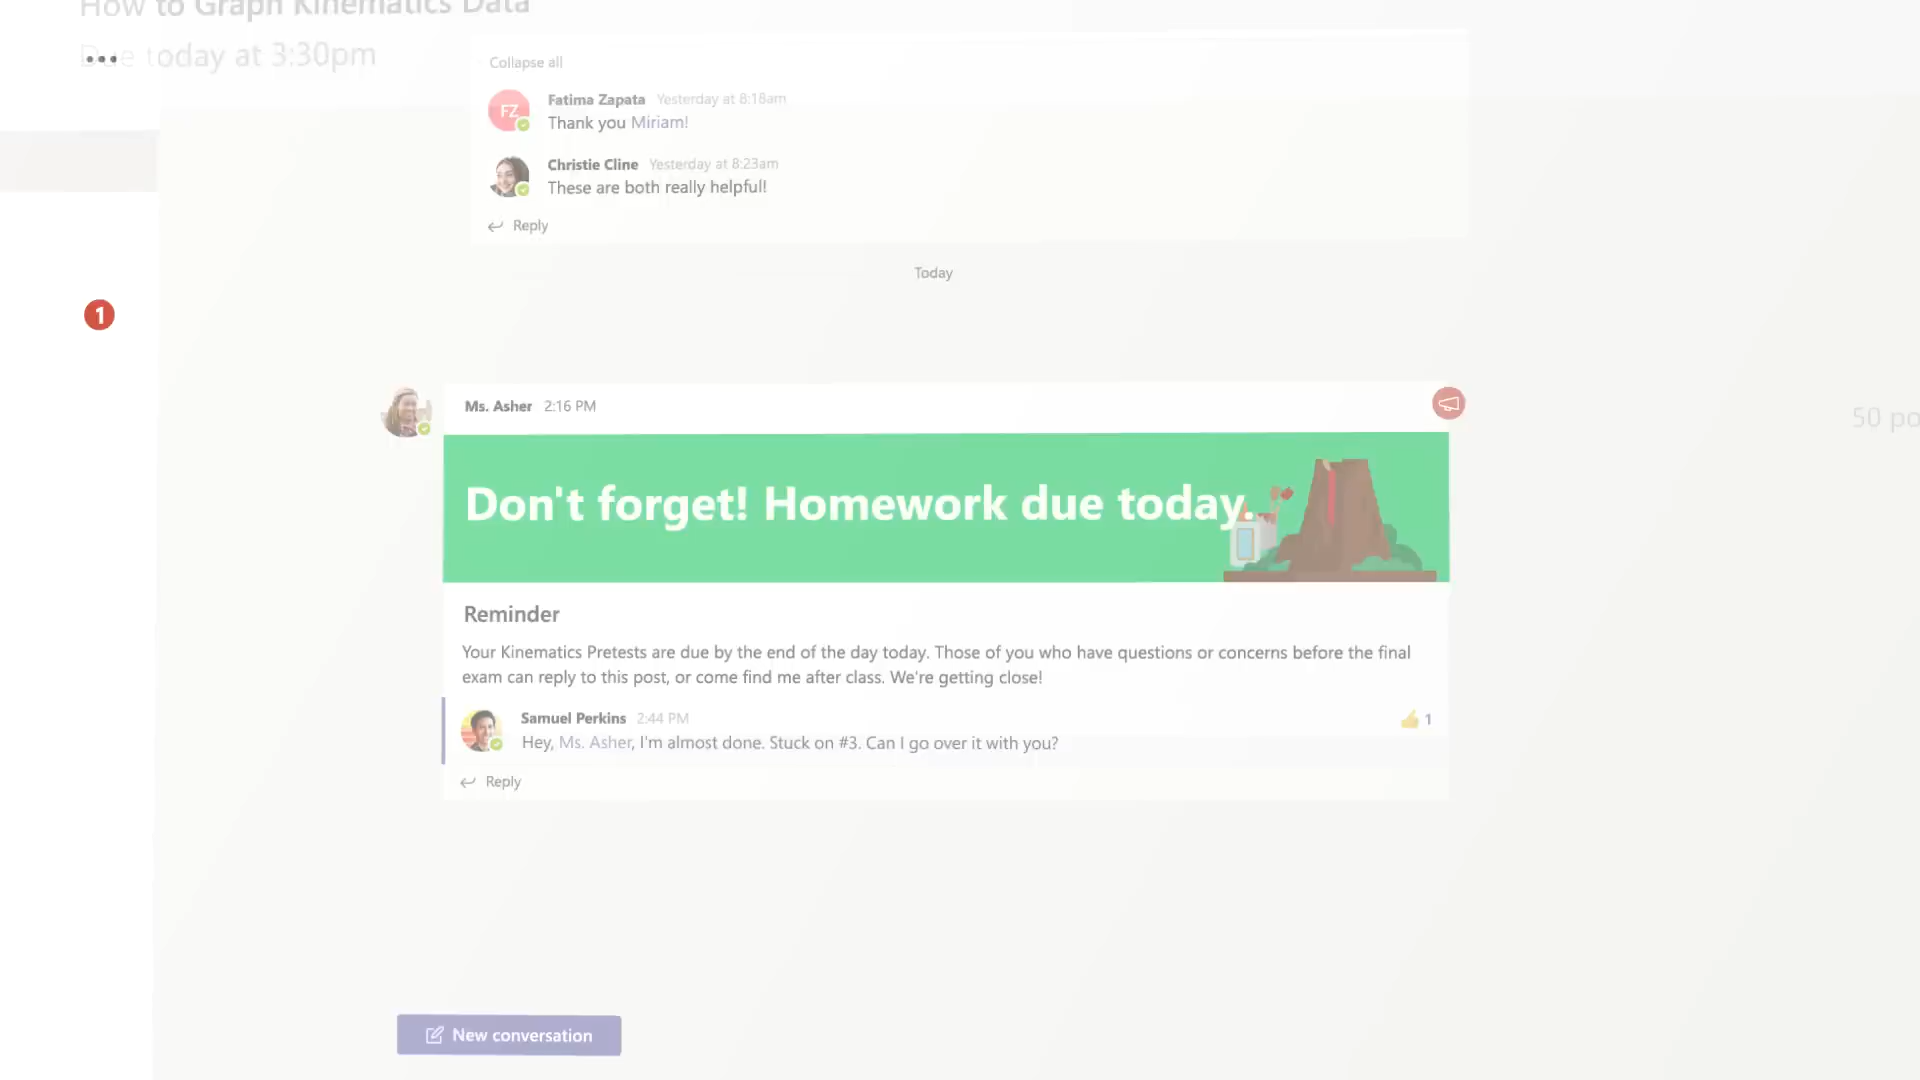 How to Graph Kinematics Data
Due today at 3:30pm
Collapse all
FZ
Fatima Zapata Yesterday at 8:18am
Thank you Miriam!
Christie Cline Yesterday at 8:23am
These are both really helpful!
Reply
Today
1
Ms. Asher 2:16 PM
50
Don't forget! Homework due today.
Reminder
Your Kinematics Pretests are due by the end of the day today. Those of you who have questions or concerns before the final
exam can reply to this post, or come find me after class. We're getting close!
Samuel Perkins 2:44 PM
1
Hey, Ms. Asher, I'm almost done. Stuck on #3. Can I go over it with you?
Reply
New conversation